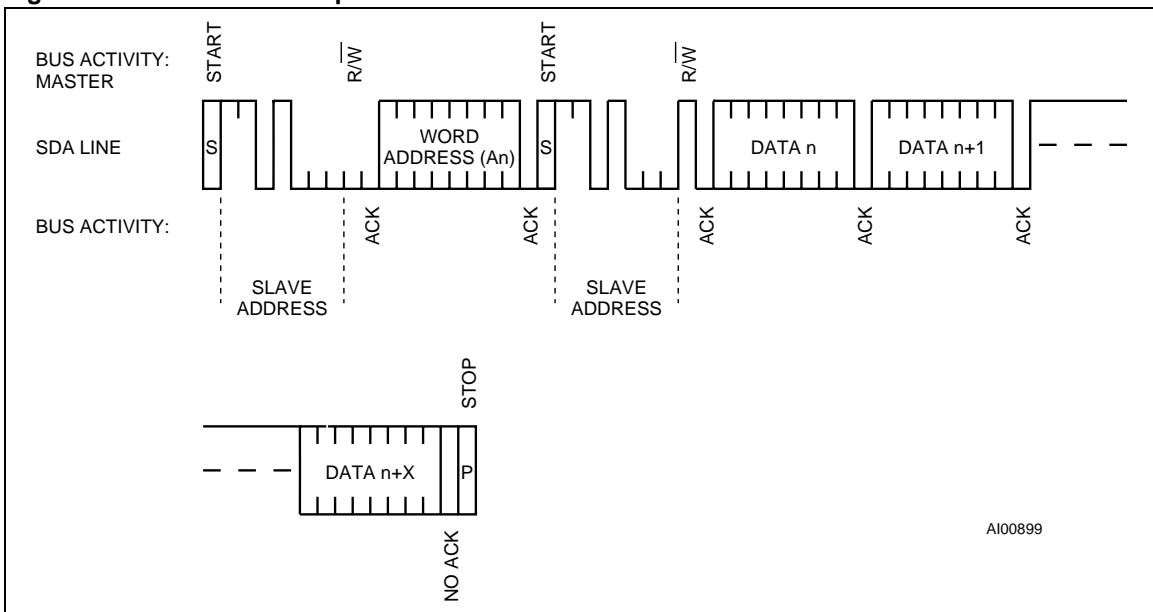 BUS ACTIVITY:
MASTER
START
R/W
START
R/W
SDA LINE
S
WORD
ADDRESS (An)
S
DATA n
DATA n+1
BUS ACTIVITY:
ACK
ACK
ACK
ACK
ACK
SLAVE
ADDRESS
SLAVE
ADDRESS
STOP
DATA n+X
P
NO ACK
AI00899